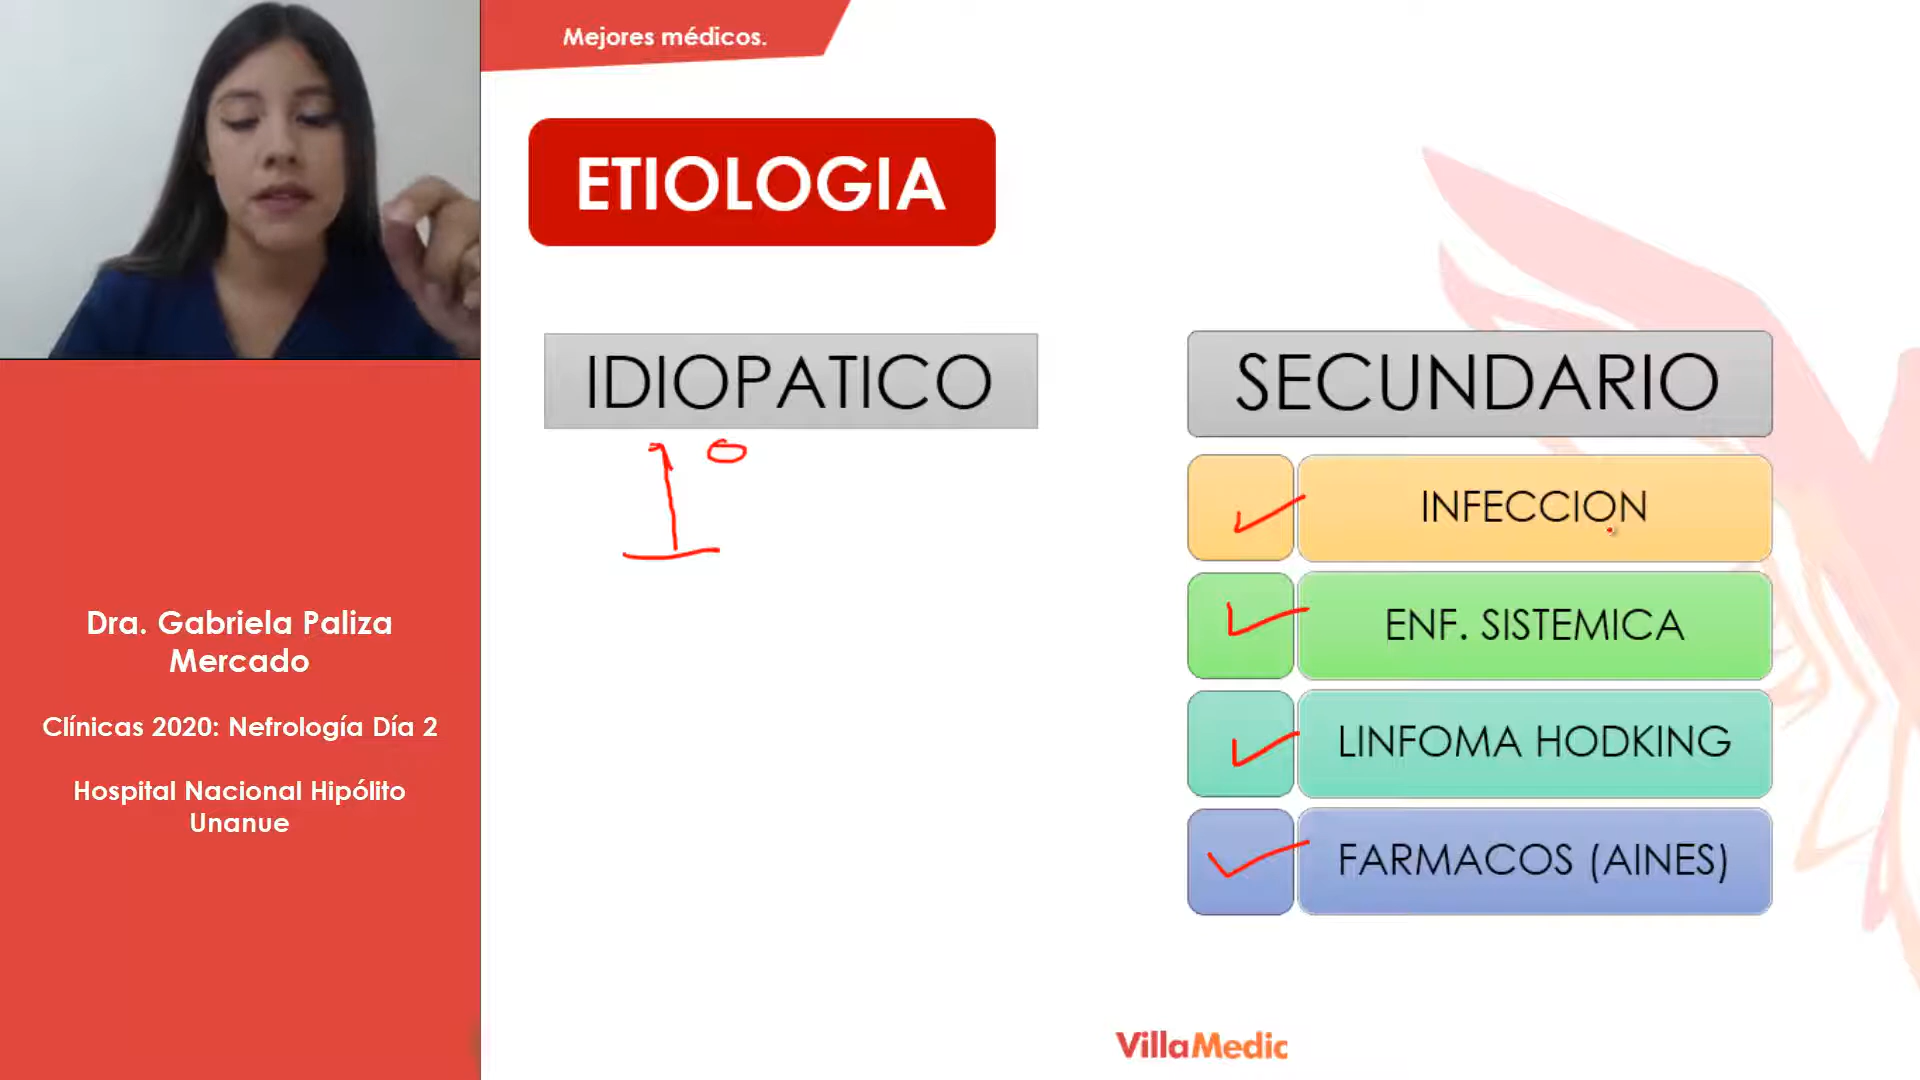 Mejores médicos.
ETIOLOGIA
IDIOPATICO
1°
SECUNDARIO
INFECCION
ENF. SISTEMICA
LINFOMA HODKING
FARMACOS (AINES)
Dra. Gabriela Paliza
Mercado
Clínicas 2020: Nefrología Día 2
Hospital Nacional Hipólito
Unanue
VillaMedic